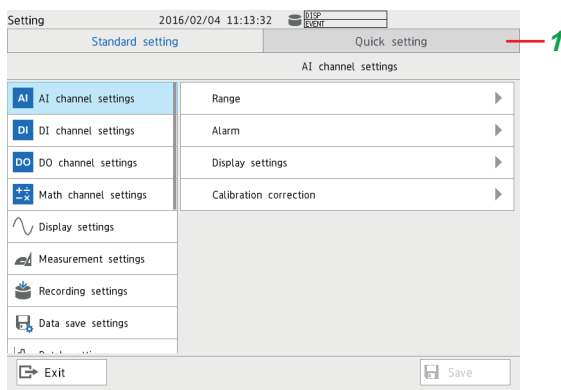 Setting 2016/02/04 11:13:32 DISP
EVENT
Standard setting Quick setting 1
AI channel settings
AI AI channel settings Range
DI DI channel settings Alarm
DO DO channel settings Display settings
Math channel settings Calibration correction
Display settings
Measurement settings
Recording settings
Data save settings
Exit Save